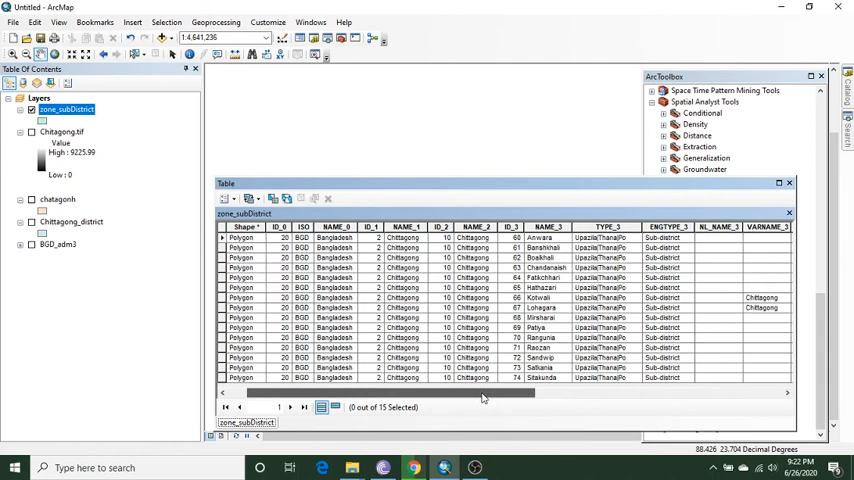 Untitled - ArcMap
File Edit View Bookmarks Insert Selection Geoprocessing Customize Windows Help
1:4,641,236
Table Of Contents
Layers
zone_subDistrict
Chitagong.tif
Value
High : 9225.99
Low : 0
chatagonh
Chittagong_district
BGD_adm3
ArcToolbox
Space Time Pattern Mining Tools
Spatial Analyst Tools
Conditional
Density
Distance
Extraction
Generalization
Groundwater
Catalog
Search
Table
zone_subDistrict
Shape * ID_0 ISO NAME_0 ID_1 NAME_1 ID_2 NAME_2 ID_3 NAME_3 TYPE_3 ENGTYPE_3 NL_NAME_3 VARNAME_3
Polygon 20 BGD Bangladesh 2 Chittagong 10 Chittagong 60 Anwara Upazila|Thana|Po Sub-district
Polygon 20 BGD Bangladesh 2 Chittagong 10 Chittagong 61 Banshkhali Upazila|Thana|Po Sub-district
Polygon 20 BGD Bangladesh 2 Chittagong 10 Chittagong 62 Boalkhali Upazila|Thana|Po Sub-district
Polygon 20 BGD Bangladesh 2 Chittagong 10 Chittagong 63 Chandanaish Upazila|Thana|Po Sub-district
Polygon 20 BGD Bangladesh 2 Chittagong 10 Chittagong 64 Fatikchhari Upazila|Thana|Po Sub-district
Polygon 20 BGD Bangladesh 2 Chittagong 10 Chittagong 65 Hathazari Upazila|Thana|Po Sub-district
Polygon 20 BGD Bangladesh 2 Chittagong 10 Chittagong 66 Kotwali Upazila|Thana|Po Sub-district Chittagong
Polygon 20 BGD Bangladesh 2 Chittagong 10 Chittagong 67 Lohagara Upazila|Thana|Po Sub-district Chittagong
Polygon 20 BGD Bangladesh 2 Chittagong 10 Chittagong 68 Mirsharai Upazila|Thana|Po Sub-district
Polygon 20 BGD Bangladesh 2 Chittagong 10 Chittagong 69 Patiya Upazila|Thana|Po Sub-district
Polygon 20 BGD Bangladesh 2 Chittagong 10 Chittagong 70 Rangunia Upazila|Thana|Po Sub-district
Polygon 20 BGD Bangladesh 2 Chittagong 10 Chittagong 71 Raozan Upazila|Thana|Po Sub-district
Polygon 20 BGD Bangladesh 2 Chittagong 10 Chittagong 72 Sandwip Upazila|Thana|Po Sub-district
Polygon 20 BGD Bangladesh 2 Chittagong 10 Chittagong 73 Satkania Upazila|Thana|Po Sub-district
Polygon 20 BGD Bangladesh 2 Chittagong 10 Chittagong 74 Sitakunda Upazila|Thana|Po Sub-district
1 (0 out of 15 Selected)
zone_subDistrict
88.426 23.704 Decimal Degrees
Type here to search
9:22 PM
6/26/2020